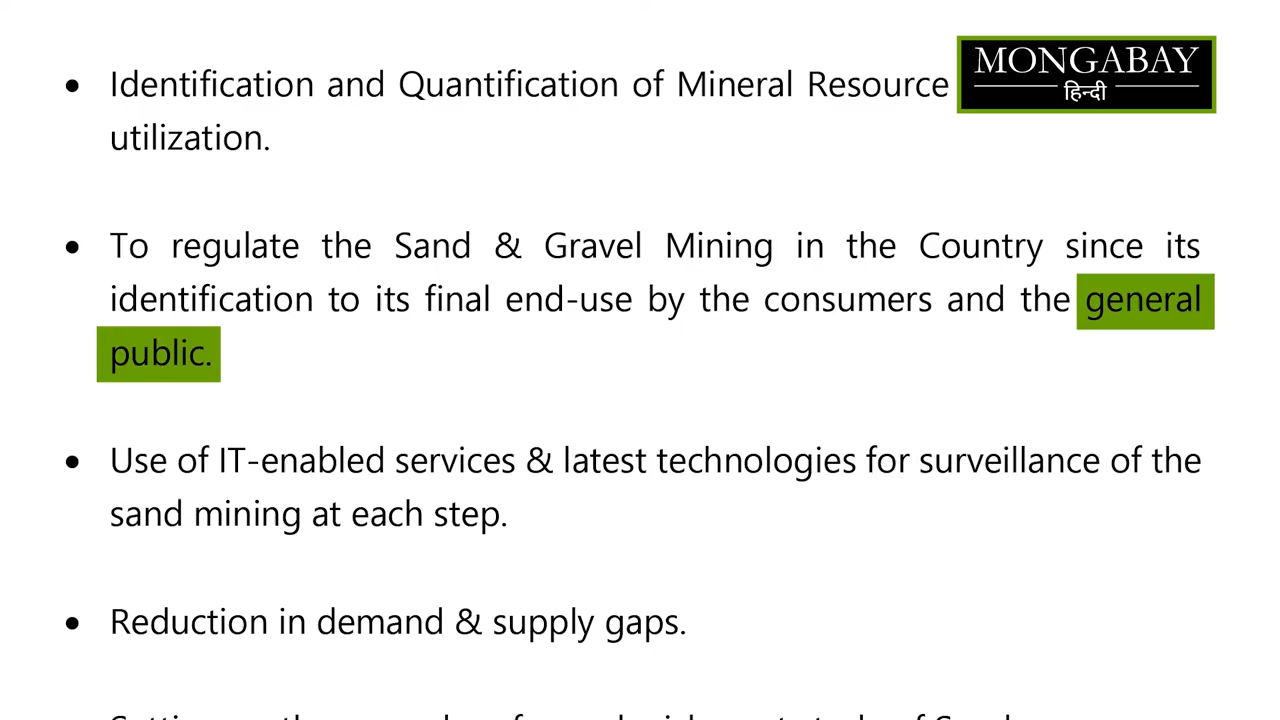 MONGABAY
हिन्दी
• Identification and Quantification of Mineral Resource
utilization.
• To regulate the Sand & Gravel Mining in the Country since its
identification to its final end-use by the consumers and the general
public.
• Use of IT-enabled services & latest technologies for surveillance of the
sand mining at each step.
• Reduction in demand & supply gaps.